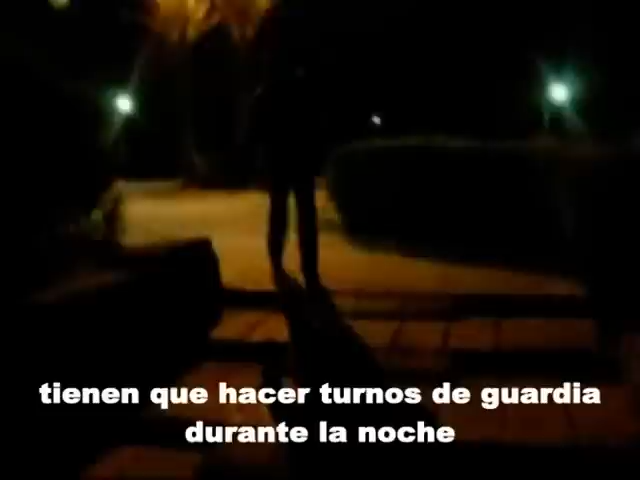 tienen que hacer turnos de guardia
durante la noche